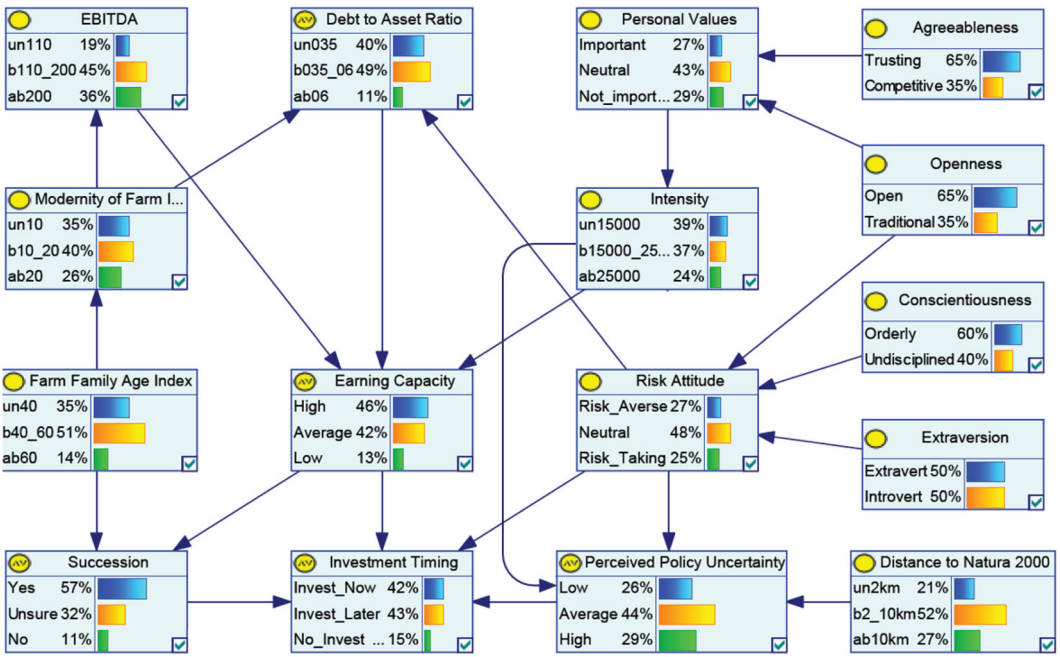 EBITDA
un110 19%
b110_200 45%
ab200 36%
Debt to Asset Ratio
un035 40%
b035_06 49%
ab06 11%
Personal Values
Important 27%
Neutral 43%
Not_import... 29%
Agreeableness
Trusting 65%
Competitive 35%
Modernity of Farm I...
un10 35%
b10_20 40%
ab20 26%
Intensity
un15000 39%
b15000_25... 37%
ab25000 24%
Openness
Open 65%
Traditional 35%
Conscientiousness
Orderly 60%
Undisciplined 40%
Farm Family Age Index
un40 35%
b40_60 51%
ab60 14%
Earning Capacity
High 46%
Average 42%
Low 13%
Risk Attitude
Risk_Averse 27%
Neutral 48%
Risk_Taking 25%
Extraversion
Extravert 50%
Introvert 50%
Succession
Yes 57%
Unsure 32%
No 11%
Investment Timing
Invest_Now 42%
Invest_Later 43%
No_Invest ... 15%
Perceived Policy Uncertainty
Low 26%
Average 44%
High 29%
Distance to Natura 2000
un2km 21%
b2_10km 52%
ab10km 27%